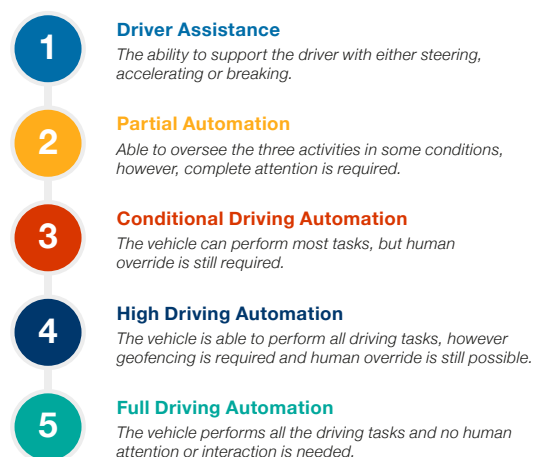 1
Driver Assistance
The ability to support the driver with either steering,
accelerating or breaking.
2
Partial Automation
Able to oversee the three activities in some conditions,
however, complete attention is required.
3
Conditional Driving Automation
The vehicle can perform most tasks, but human
override is still required.
4
High Driving Automation
The vehicle is able to perform all driving tasks, however
geofencing is required and human override is still possible.
5
Full Driving Automation
The vehicle performs all the driving tasks and no human
attention or interaction is needed.